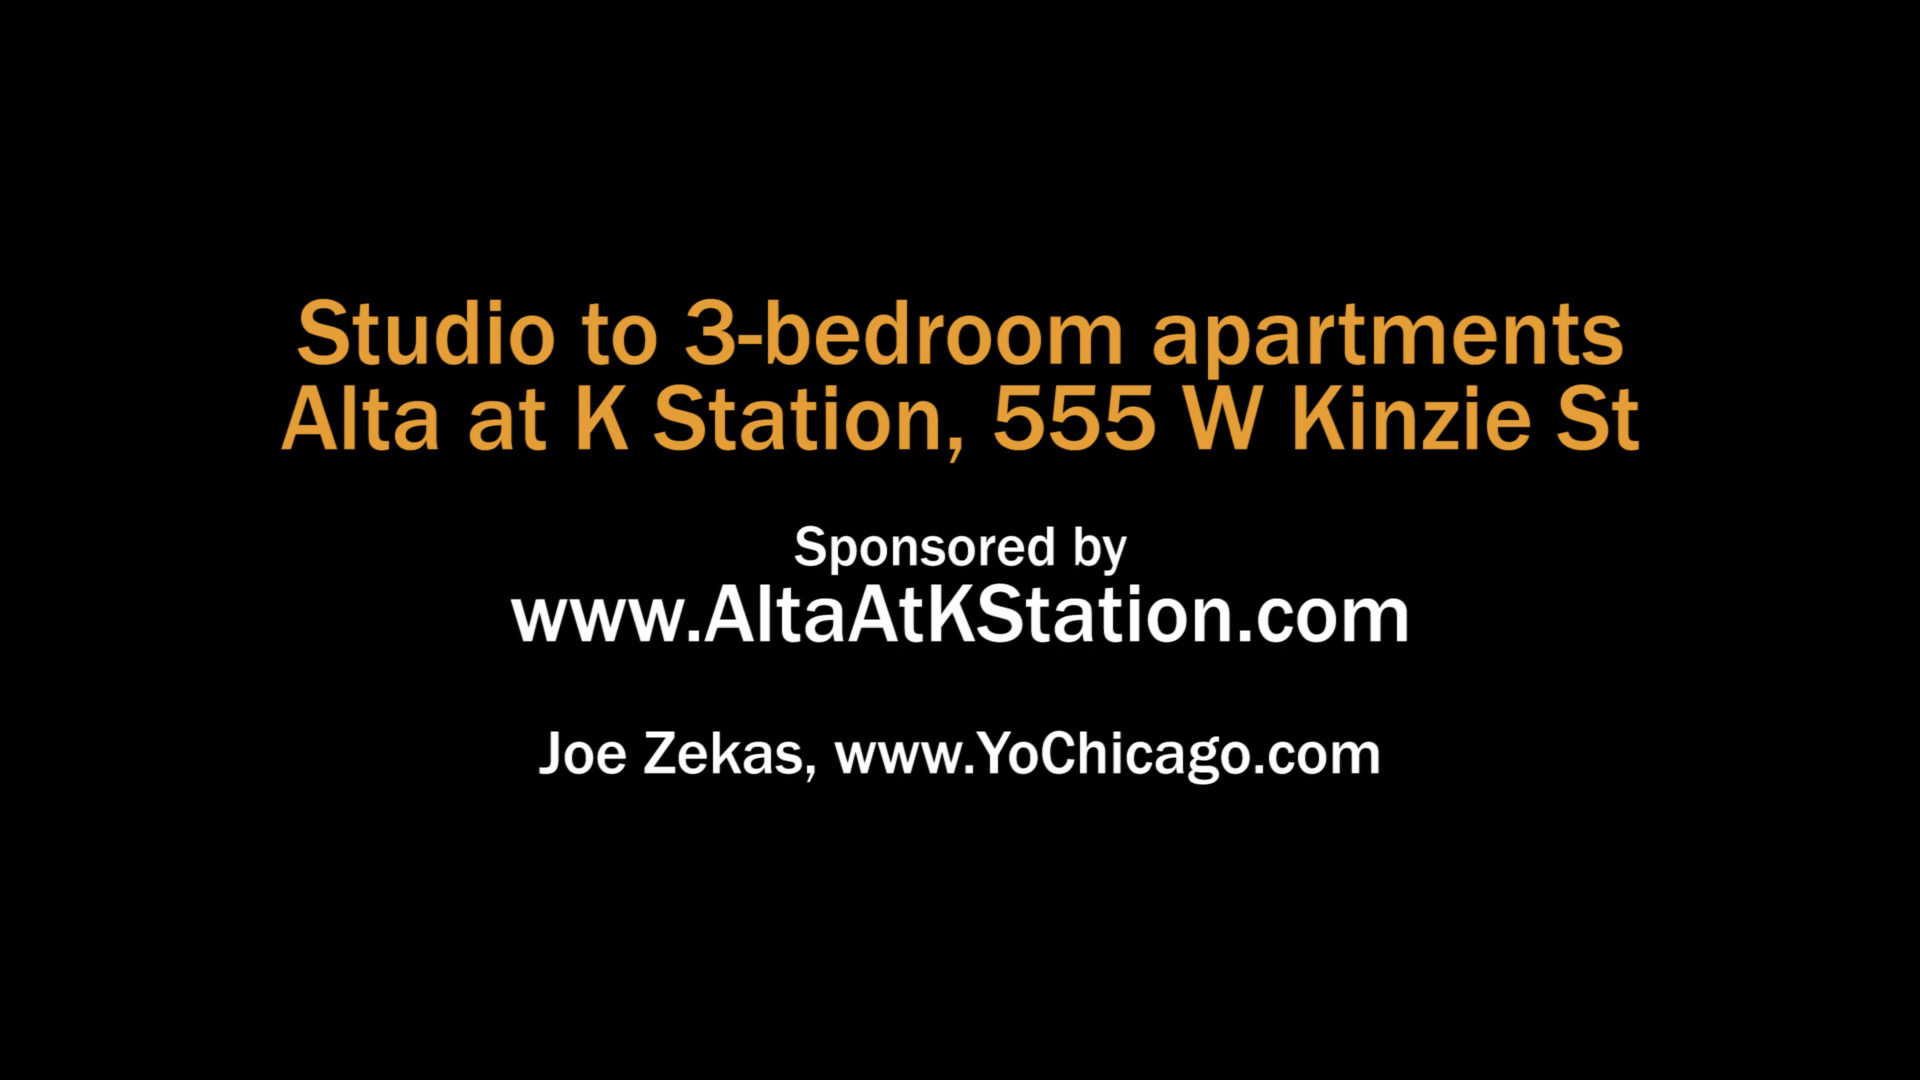 Studio to 3-bedroom apartments
Alta at K Station, 555 W Kinzie St
Sponsored by
www.AltaAtKStation.com
Joe Zekas, www.YoChicago.com